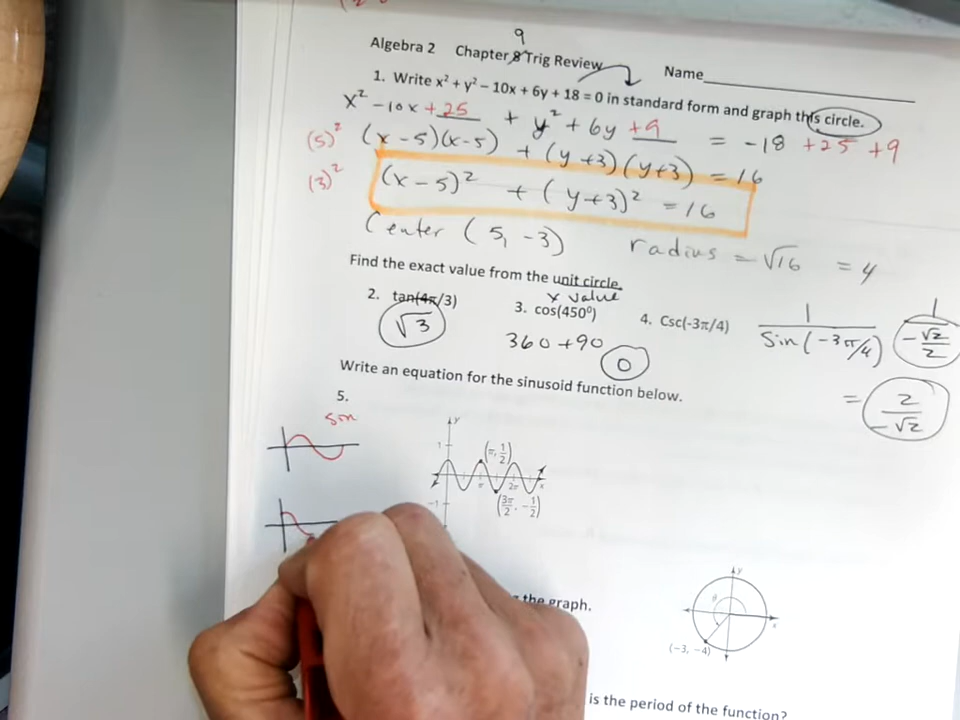 9
Algebra 2 Chapter 8 Trig Review Name
1. Write x² + y² – 10x + 6y + 18 = 0 in standard form and graph this circle.
x² – 10x +25 + y² + 6y +9 = -18 +25 +9
(5)² (x – 5)(x – 5) + (y +3)(y+3) = 16
(3)² (x – 5)² + (y+3)² = 16
Center (5, -3) radius = √16 = 4
Find the exact value from the unit circle.
x value
2. tan(4π/3) 3. cos(450⁰) 4. Csc(-3π/4) 1/sin(-3π/4) 1/(-√2/2)
√3 360+90 0
= 2/-√2
Write an equation for the sinusoid function below.
5.
sin
y
1 (π, 1/2)
π 2π x
-1 (3π/2, -1/2)
the graph.
y
θ x
(-3, -4)
is the period of the function?